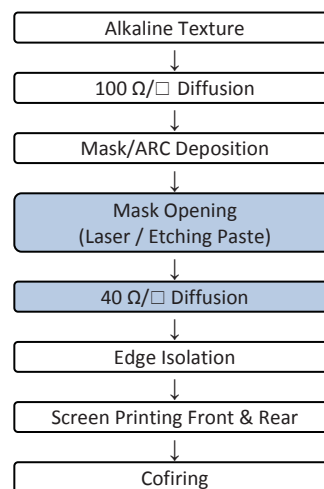 Alkaline Texture
↓
100 Ω/□ Diffusion
↓
Mask/ARC Deposition
↓
Mask Opening
(Laser / Etching Paste)
↓
40 Ω/□ Diffusion
↓
Edge Isolation
↓
Screen Printing Front & Rear
↓
Cofiring